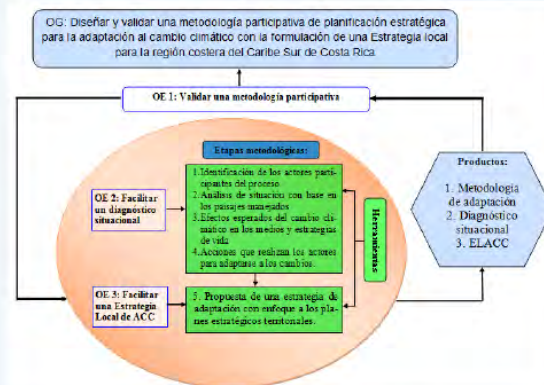 OG: Diseñar y validar una metodología participativa de planificación estratégica
para la adaptación al cambio climático con la formulación de una Estrategia local
para la región costera del Caribe Sur de Costa Rica
OE 1: Validar una metodología participativa
Etapas metodológicas:
1. Identificación de los actores parti-
cipantes del proceso
2. Análisis de situación con base en
los paisajes manejados
3. Efectos esperados del cambio cli-
mático en los medios y estrategias
de vida
4. Acciones que realizan los actores
para adaptarse a los cambios.
OE 2: Facilitar
un diagnóstico
situacional
Herramientas
Productos:
1. Metodología
de adaptación
2. Diagnóstico
situacional
3. ELACC
OE 3: Facilitar
una Estrategia
Local de ACC
5. Propuesta de una estrategia de
adaptación con enfoque a los pla-
nes estratégicos territoriales.